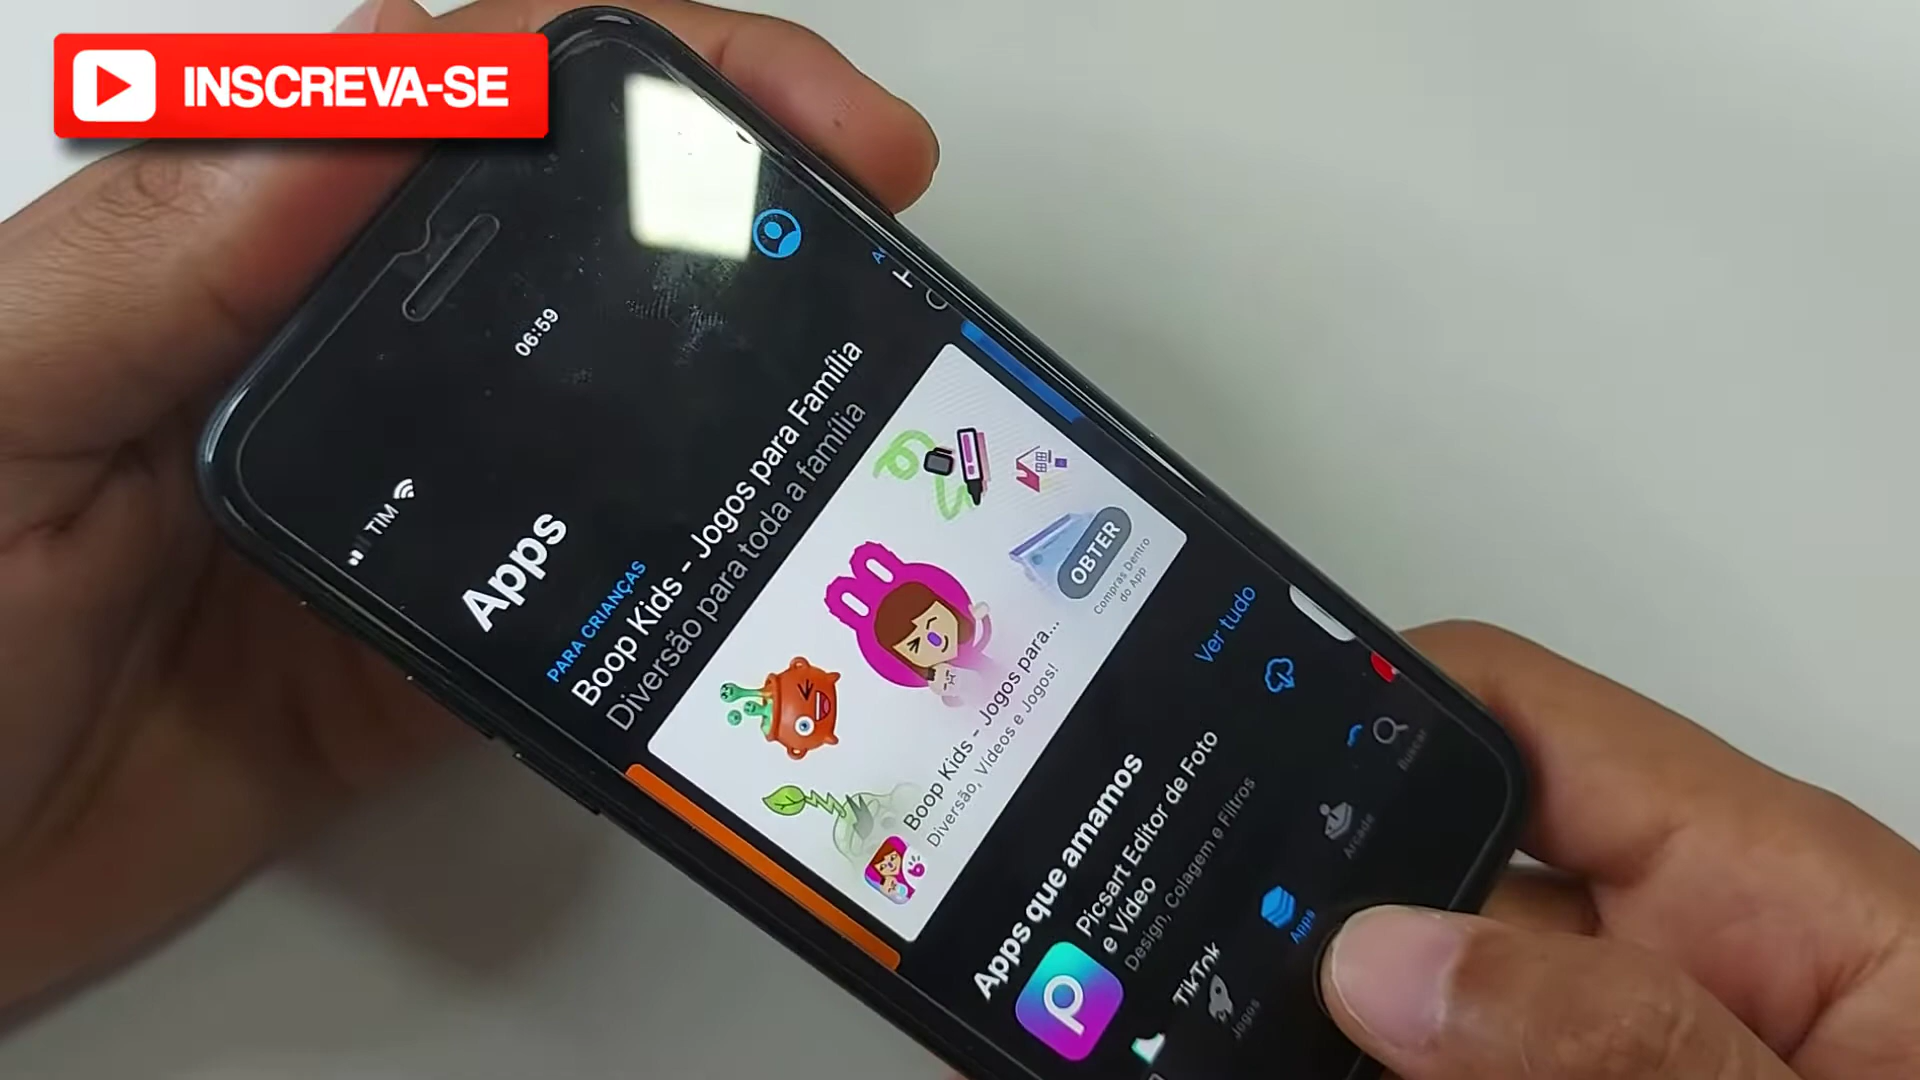 INSCREVA-SE
TIM
06:59
Apps
PARA CRIANÇAS
Boop Kids - Jogos para Família
Diversão para toda a família
Boop Kids - Jogos para...
Diversão, Vídeos e Jogos!
OBTER
Compras Dentro
do App
Apps que amamos
Ver tudo
Picsart Editor de Foto
e Vídeo
Design, Colagem e Filtros
TikTok
Jogos
Apps
Arcade
Buscar